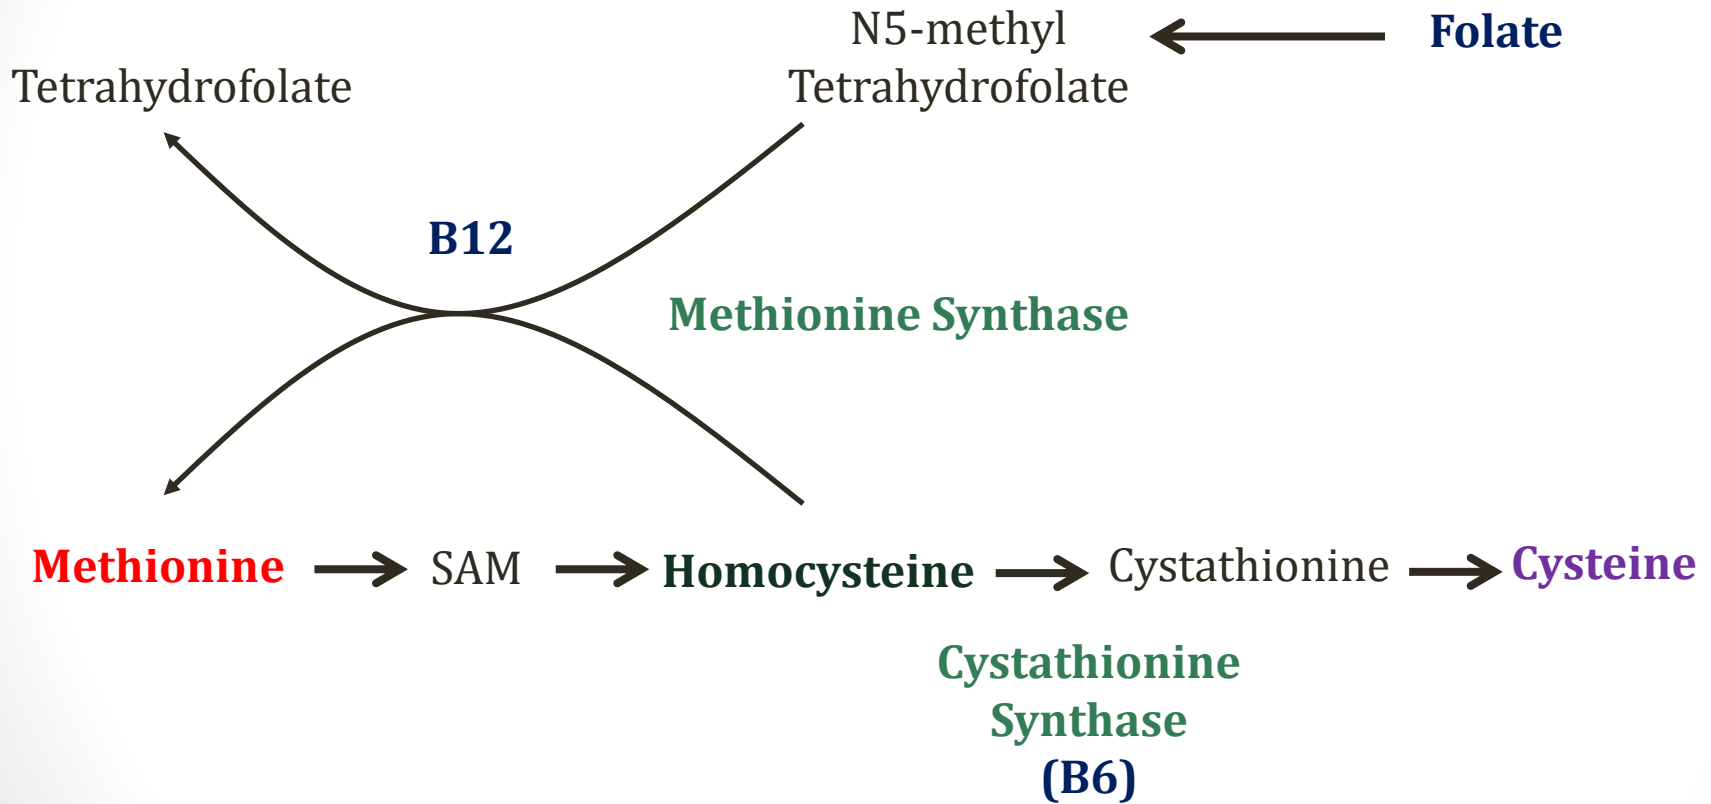 N5-methyl
Tetrahydrofolate
Folate
Tetrahydrofolate
B12
Methionine Synthase
Methionine
SAM
Homocysteine
Cystathionine
Cysteine
Cystathionine
Synthase
(B6)